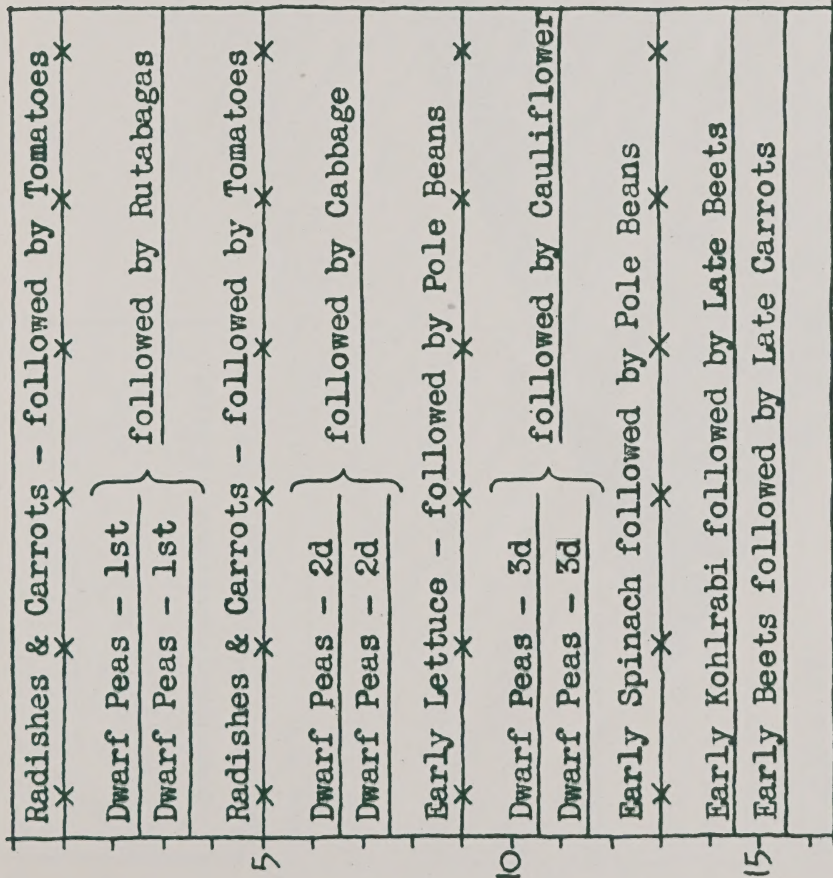 Radishes & Carrots - followed by Tomatoes
Dwarf Peas - 1st
Dwarf Peas - 1st
followed by Rutabagas
Radishes & Carrots - followed by Tomatoes
5
Dwarf Peas - 2d
Dwarf Peas - 2d
followed by Cabbage
Early Lettuce - followed by Pole Beans
10
Dwarf Peas - 3d
Dwarf Peas - 3d
followed by Cauliflower
Early Spinach followed by Pole Beans
Early Kohlrabi followed by Late Beets
Early Beets followed by Late Carrots
15